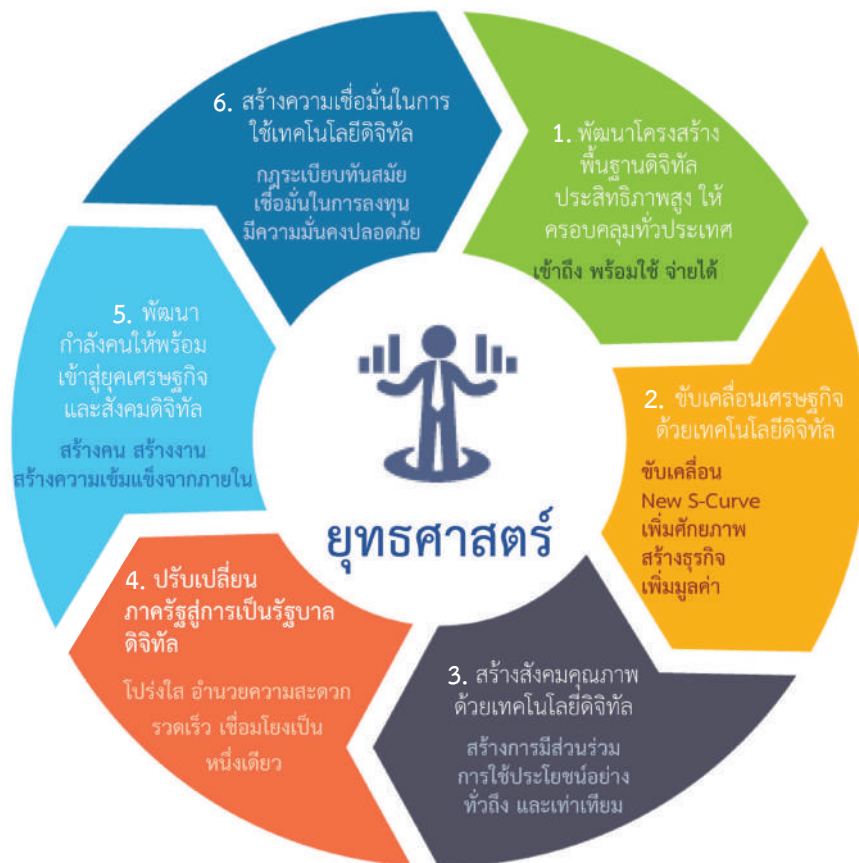 6. สร้างความเชื่อมั่นในการ
ใช้เทคโนโลยีดิจิทัล
กฎระเบียบทันสมัย
เชื่อมั่นในการลงทุน
มีความมั่นคงปลอดภัย
1. พัฒนาโครงสร้าง
พื้นฐานดิจิทัล
ประสิทธิภาพสูง ให้
ครอบคลุมทั่วประเทศ
เข้าถึง พร้อมใช้ จ่ายได้
2. ขับเคลื่อนเศรษฐกิจ
ด้วยเทคโนโลยีดิจิทัล
ขับเคลื่อน
New S-Curve
เพิ่มศักยภาพ
สร้างธุรกิจ
เพิ่มมูลค่า
3. สร้างสังคมคุณภาพ
ด้วยเทคโนโลยีดิจิทัล
สร้างการมีส่วนร่วม
การใช้ประโยชน์อย่าง
ทั่วถึง และเท่าเทียม
4. ปรับเปลี่ยน
ภาครัฐสู่การเป็นรัฐบาล
ดิจิทัล
โปร่งใส อำนวยความสะดวก
รวดเร็ว เชื่อมโยงเป็น
หนึ่งเดียว
5. พัฒนา
กำลังคนให้พร้อม
เข้าสู่ยุคเศรษฐกิจ
และสังคมดิจิทัล
สร้างคน สร้างงาน
สร้างความเข้มแข็งจากภายใน
ยุทธศาสตร์